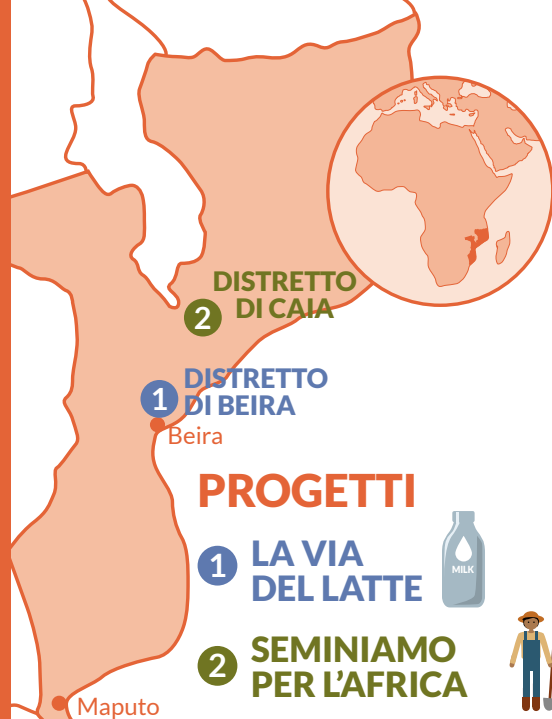 DISTRETTO
DI CAIA
2
DISTRETTO
DI BEIRA
1
Beira
PROGETTI
1 LA VIA
DEL LATTE
MILK
2 SEMINIAMO
PER L'AFRICA
Maputo